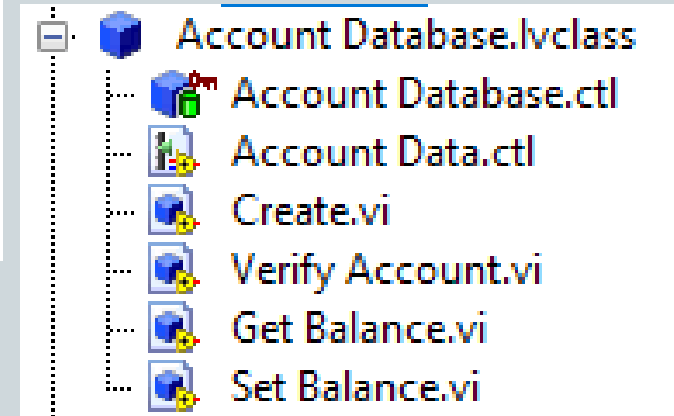 Account Database.lvclass
Account Database.ctl
Account Data.ctl
Create.vi
Verify Account.vi
Get Balance.vi
Set Balance.vi